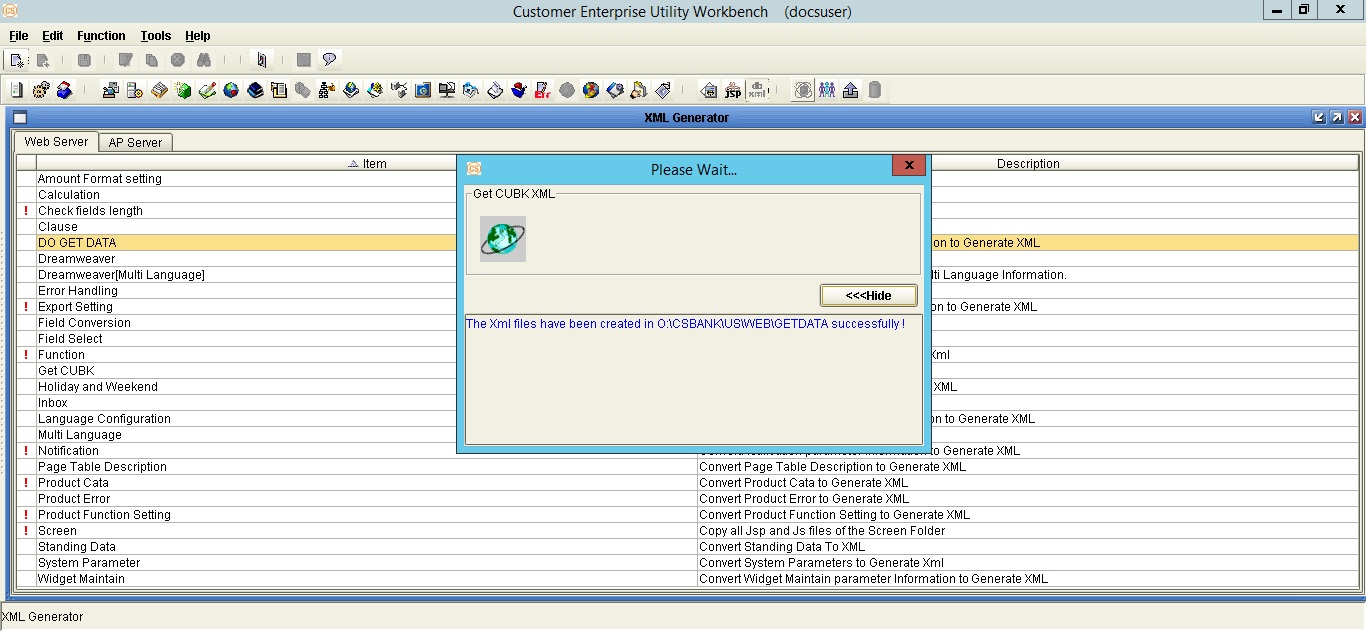 Customer Enterprise Utility Workbench (docsuser)
File Edit Function Tools Help
XML Generator
Web Server AP Server
Item Description
Amount Format setting
Calculation
! Check fields length
Clause
DO GET DATA on to Generate XML
Dreamweaver
Dreamweaver[Multi Language] lti Language Information.
Error Handling
! Export Setting on to Generate XML
Field Conversion
Field Select
! Function Xml
Get CUBK
Holiday and Weekend XML
Inbox
Language Configuration on to Generate XML
Multi Language
! Notification to Generate XML
Page Table Description Convert Page Table Description to Generate XML
! Product Cata Convert Product Cata to Generate XML
Product Error Convert Product Error to Generate XML
! Product Function Setting Convert Product Function Setting to Generate XML
! Screen Copy all Jsp and Js files of the Screen Folder
Standing Data Convert Standing Data To XML
System Parameter Convert System Parameters to Generate Xml
Widget Maintain Convert Widget Maintain parameter Information to Generate XML
Please Wait...
Get CUBK XML
<<<Hide
The Xml files have been created in O:\CSBANK\US\WEB\GETDATA successfully !
XML Generator